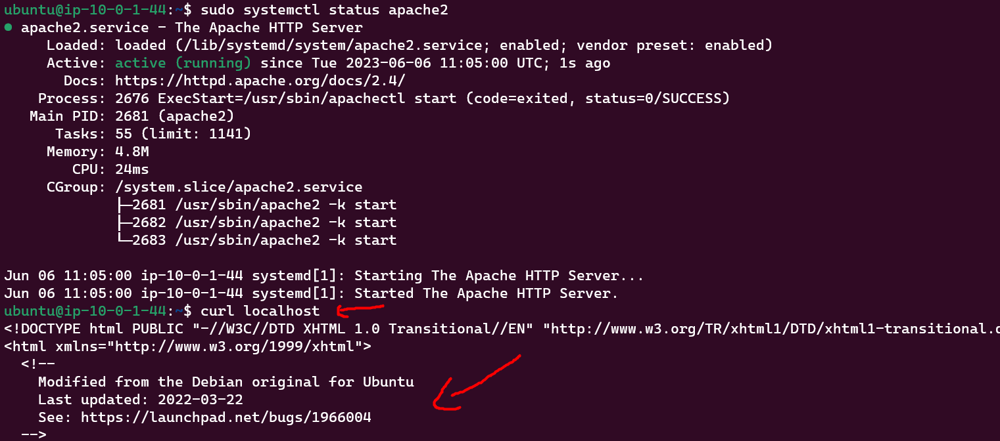 ubuntu@ip-10-0-1-44:~$ sudo systemctl status apache2
● apache2.service - The Apache HTTP Server
     Loaded: loaded (/lib/systemd/system/apache2.service; enabled; vendor preset: enabled)
     Active: active (running) since Tue 2023-06-06 11:05:00 UTC; 1s ago
       Docs: https://httpd.apache.org/docs/2.4/
    Process: 2676 ExecStart=/usr/sbin/apachectl start (code=exited, status=0/SUCCESS)
   Main PID: 2681 (apache2)
      Tasks: 55 (limit: 1141)
     Memory: 4.8M
        CPU: 24ms
     CGroup: /system.slice/apache2.service
             ├─2681 /usr/sbin/apache2 -k start
             ├─2682 /usr/sbin/apache2 -k start
             └─2683 /usr/sbin/apache2 -k start

Jun 06 11:05:00 ip-10-0-1-44 systemd[1]: Starting The Apache HTTP Server...
Jun 06 11:05:00 ip-10-0-1-44 systemd[1]: Started The Apache HTTP Server.
ubuntu@ip-10-0-1-44:~$ curl localhost
<!DOCTYPE html PUBLIC "-//W3C//DTD XHTML 1.0 Transitional//EN" "http://www.w3.org/TR/xhtml1/DTD/xhtml1-transitional.
<html xmlns="http://www.w3.org/1999/xhtml">
  <!--
    Modified from the Debian original for Ubuntu
    Last updated: 2022-03-22
    See: https://launchpad.net/bugs/1966004
  -->